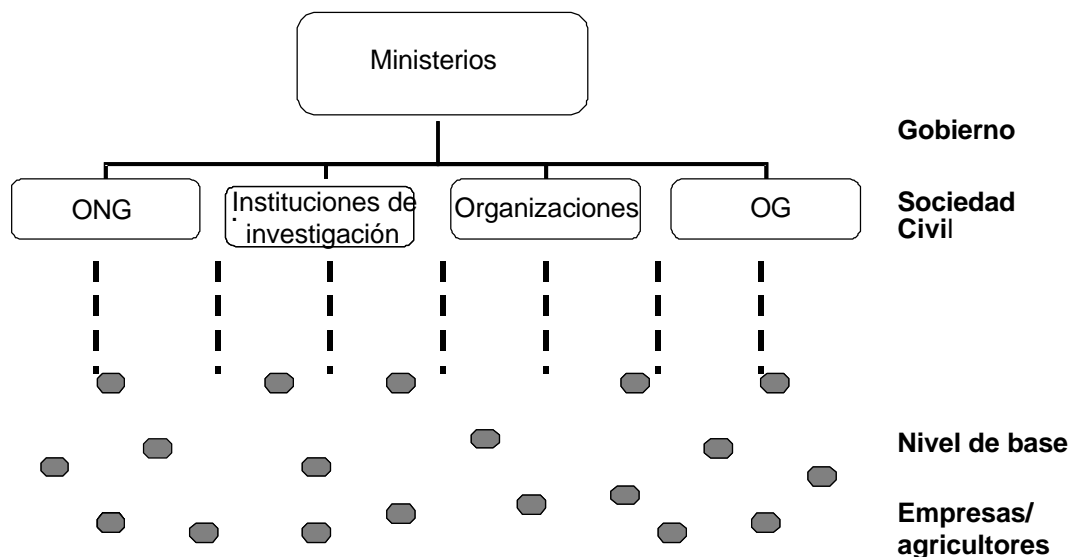 Ministerios
Gobierno
ONG
Instituciones de
investigación
Organizaciones
OG
Sociedad
Civil
Nivel de base
Empresas/
agricultores